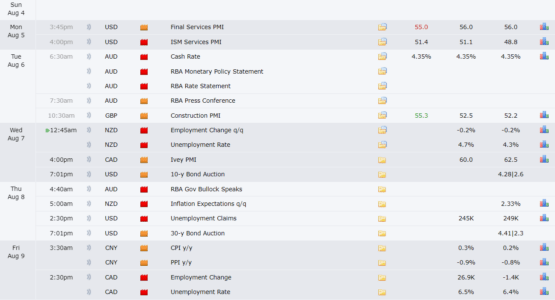 Sun
Aug 4
Mon
Aug 5
3:45pm USD Final Services PMI 55.0 56.0 56.0
4:00pm USD ISM Services PMI 51.4 51.1 48.8
Tue
Aug 6
6:30am AUD Cash Rate 4.35% 4.35% 4.35%
AUD RBA Monetary Policy Statement
AUD RBA Rate Statement
7:30am AUD RBA Press Conference
10:30am GBP Construction PMI 55.3 52.5 52.2
Wed
Aug 7
12:45am NZD Employment Change q/q -0.2% -0.2%
NZD Unemployment Rate 4.7% 4.3%
4:00pm CAD Ivey PMI 60.0 62.5
7:01pm USD 10-y Bond Auction 4.28|2.6
Thu
Aug 8
4:40am AUD RBA Gov Bullock Speaks
5:00am NZD Inflation Expectations q/q 2.33%
2:30pm USD Unemployment Claims 245K 249K
7:01pm USD 30-y Bond Auction 4.41|2.3
Fri
Aug 9
3:30am CNY CPI y/y 0.3% 0.2%
CNY PPI y/y -0.9% -0.8%
2:30pm CAD Employment Change 26.9K -1.4K
CAD Unemployment Rate 6.5% 6.4%